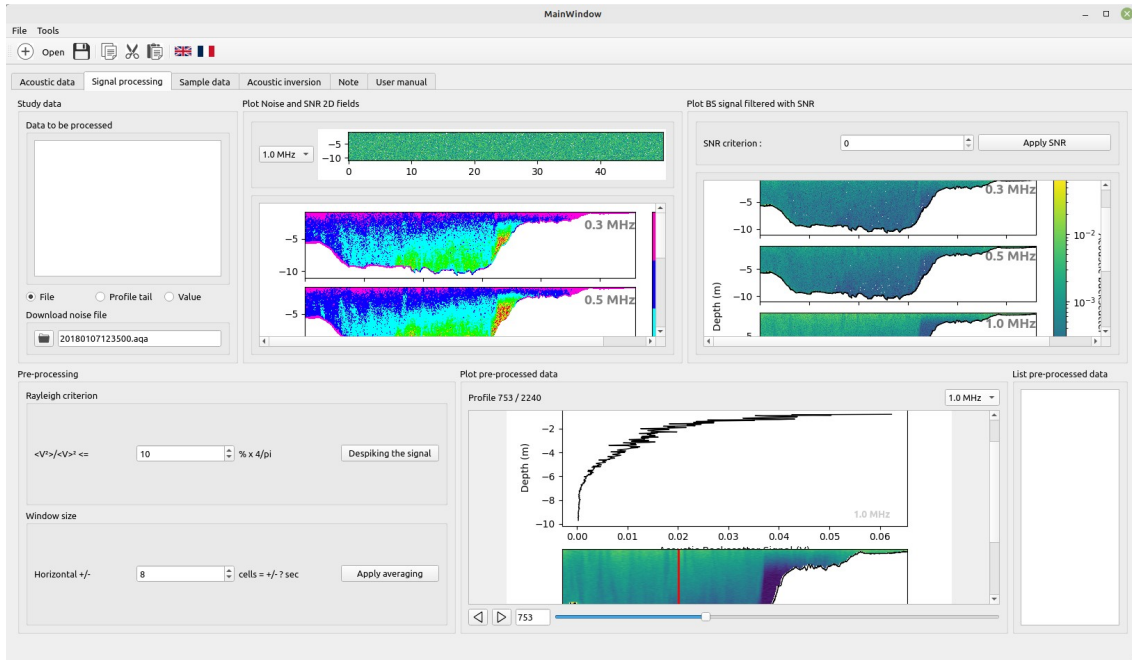 MainWindow
File Tools
Open
Acoustic data Signal processing Sample data Acoustic inversion Note User manual
Study data
Data to be processed
File Profile tail Value
Download noise file
20180107123500.aqa
Plot Noise and SNR 2D fields
1.0 MHz
−5
−10
0 10 20 30 40
0.3 MHz
−5
−10
0.5 MHz
−5
Plot BS signal filtered with SNR
SNR criterion : 0 Apply SNR
0.3 MHz
−5
−10
0.5 MHz
−5
−10
1.0 MHz
Depth (m)
10⁻²
10⁻³
Pre-processing
Rayleigh criterion
<V²>/<V>² <= 10 % x 4/pi Despiking the signal
Window size
Horizontal +/- 8 cells = +/- ? sec Apply averaging
Plot pre-processed data
Profile 753 / 2240 1.0 MHz
−2
−4
−6
−8
−10
Depth (m)
1.0 MHz
0.00 0.01 0.02 0.03 0.04 0.05 0.06
Acoustic Backscatter Signal (V)
753
List pre-processed data